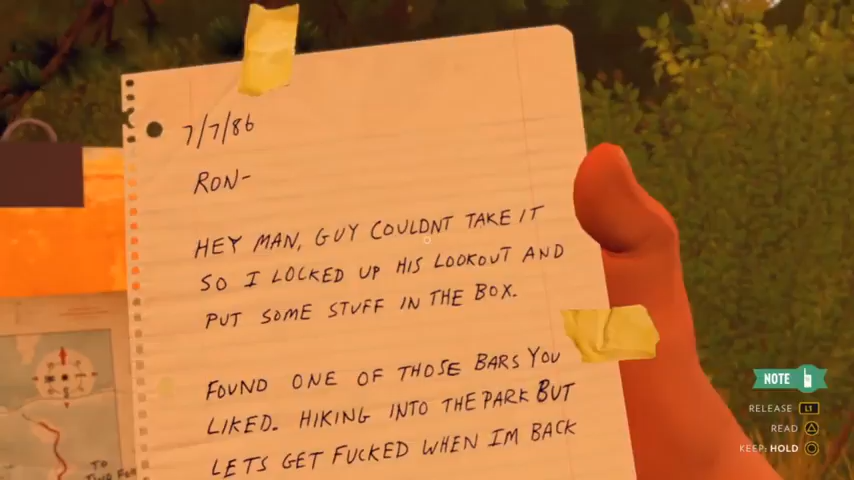 7/7/86
RON-
HEY MAN, GUY COULDNT TAKE IT
SO I LOCKED UP HIS LOOKOUT AND
PUT SOME STUFF IN THE BOX.
FOUND ONE OF THOSE BARS YOU
LIKED. HIKING INTO THE PARK BUT
LETS GET FUCKED WHEN IM BACK
NOTE
RELEASE L1
READ
KEEP: HOLD
S
TO